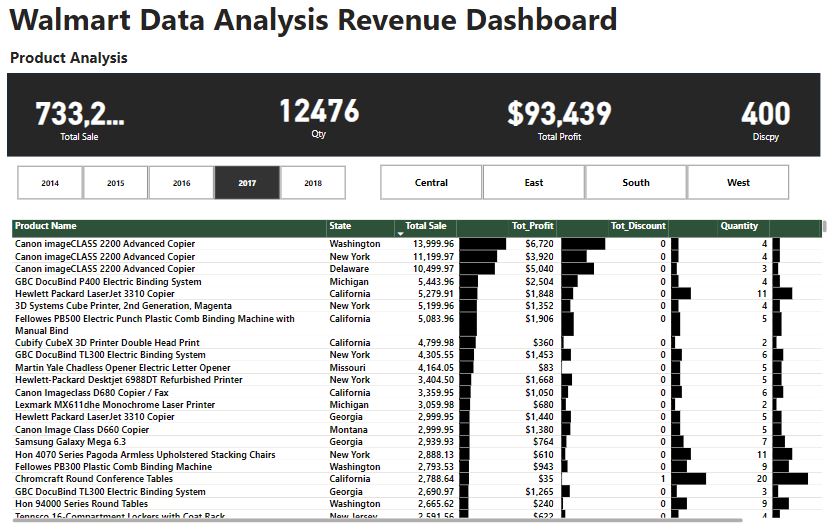 Walmart Data Analysis Revenue Dashboard
Product Analysis
733,2... 12476 $93,439 400
Total Sale Qty Total Profit Discpy
2014 2015 2016 2017 2018 Central East South West
Product Name State Total Sale Tot_Profit Tot_Discount Quantity
Canon imageCLASS 2200 Advanced Copier Washington 13,999.96 $6,720 0 4
Canon imageCLASS 2200 Advanced Copier New York 11,199.97 $3,920 0 4
Canon imageCLASS 2200 Advanced Copier Delaware 10,499.97 $5,040 0 3
GBC DocuBind P400 Electric Binding System Michigan 5,443.96 $2,504 0 4
Hewlett Packard LaserJet 3310 Copier California 5,279.91 $1,848 0 11
3D Systems Cube Printer, 2nd Generation, Magenta New York 5,199.96 $1,352 0 4
Fellowes PB500 Electric Punch Plastic Comb Binding Machine with California 5,083.96 $1,906 0 5
Manual Bind
Cubify CubeX 3D Printer Double Head Print California 4,799.98 $360 0 2
GBC DocuBind TL300 Electric Binding System New York 4,305.55 $1,453 0 6
Martin Yale Chadless Opener Electric Letter Opener Missouri 4,164.05 $83 0 5
Hewlett-Packard Deskjet 6988DT Refurbished Printer New York 3,404.50 $1,668 0 5
Canon Imageclass D680 Copier / Fax California 3,359.95 $1,050 0 6
Lexmark MX611dhe Monochrome Laser Printer Michigan 3,059.98 $680 0 2
Hewlett Packard LaserJet 3310 Copier Georgia 2,999.95 $1,440 0 5
Canon Image Class D660 Copier Montana 2,999.95 $1,380 0 5
Samsung Galaxy Mega 6.3 Georgia 2,939.93 $764 0 7
Hon 4070 Series Pagoda Armless Upholstered Stacking Chairs New York 2,888.13 $610 0 11
Fellowes PB300 Plastic Comb Binding Machine Washington 2,793.53 $943 0 9
Chromcraft Round Conference Tables California 2,788.64 $35 1 20
GBC DocuBind TL300 Electric Binding System Georgia 2,690.97 $1,265 0 3
Hon 94000 Series Round Tables Washington 2,665.62 $240 0 9
Tennsco 16-Compartment Lockers with Coat Rack New Jersey 2,591.56 $622 0 4